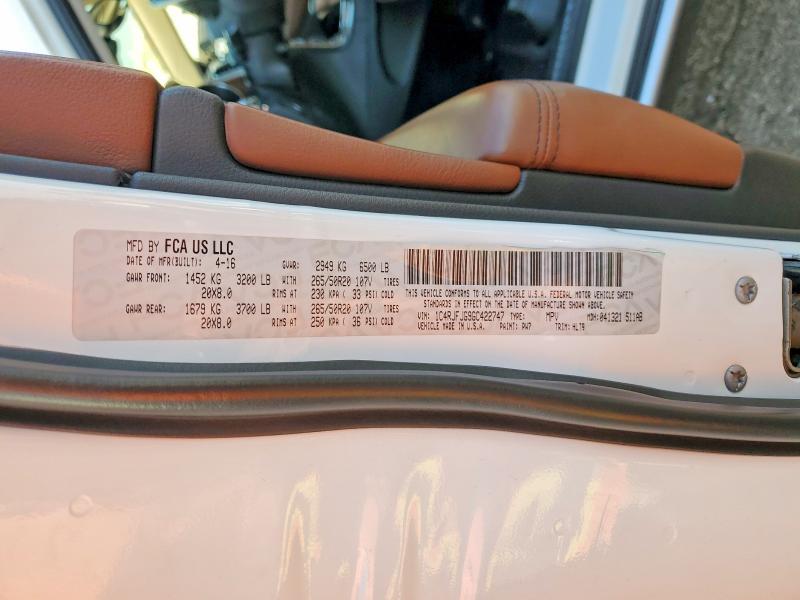 MFD BY FCA US LLC
DATE OF MFR(BUILT): 4-16 GVWR: 2949 KG 6500 LB
GAWR FRONT: 1452 KG 3200 LB WITH 265/50R20 107V TIRES
20X8.0 RIMS AT 230 KPA ( 33 PSI) COLD
GAWR REAR: 1679 KG 3700 LB WITH 265/50R20 107V TIRES
20X8.0 RIMS AT 250 KPA ( 36 PSI) COLD
THIS VEHICLE CONFORMS TO ALL APPLICABLE U.S.A. FEDERAL MOTOR VEHICLE SAFETY
STANDARDS IN EFFECT ON THE DATE OF MANUFACTURE SHOWN ABOVE.
VIN: 1C4RJFJG9GC422747 TYPE: MPV MDH: 041321 511AB
VEHICLE MADE IN U.S.A. PAINT: PW7 TRIM: HLT9